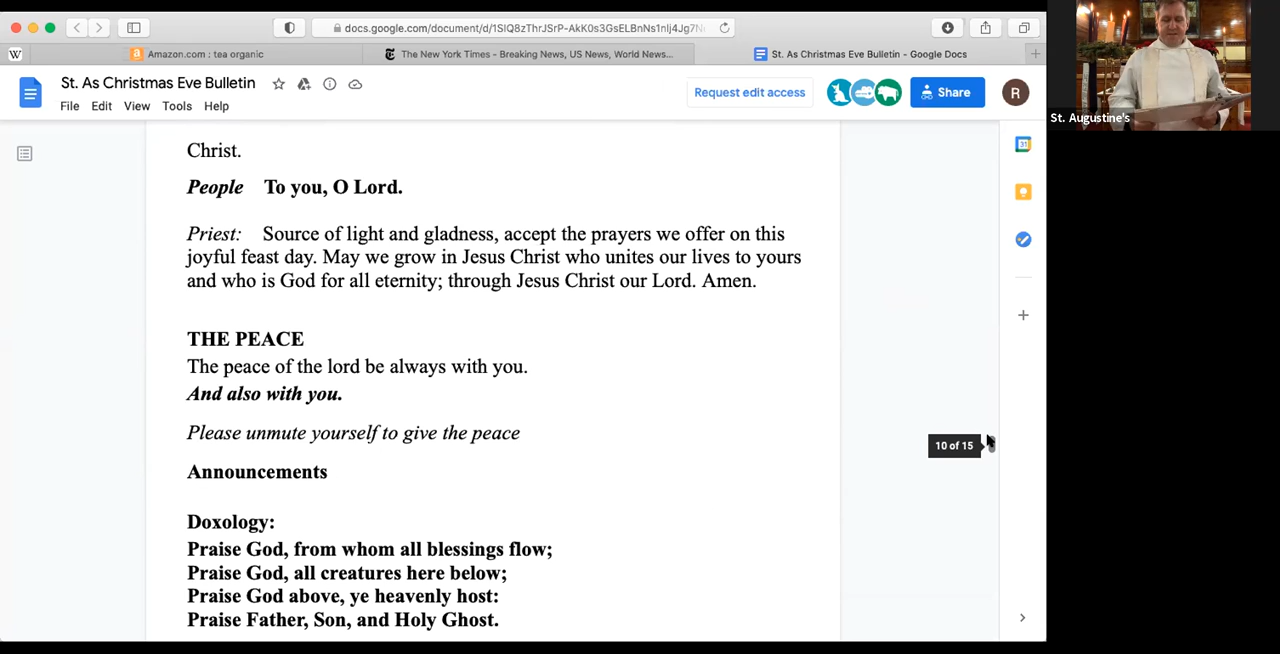 docs.google.com/document/d/1SIQ8zThrJSrP-AkK0s3GsELBnNs1nIj4Jg7N
W
Amazon.com : tea organic
The New York Times - Breaking News, US News, World News...
St. As Christmas Eve Bulletin - Google Docs
St. As Christmas Eve Bulletin
File Edit View Tools Help
Request edit access
Share
R
St. Augustine's
31
Christ.
People To you, O Lord.
Priest: Source of light and gladness, accept the prayers we offer on this
joyful feast day. May we grow in Jesus Christ who unites our lives to yours
and who is God for all eternity; through Jesus Christ our Lord. Amen.
THE PEACE
The peace of the lord be always with you.
And also with you.
Please unmute yourself to give the peace
10 of 15
Announcements
Doxology:
Praise God, from whom all blessings flow;
Praise God, all creatures here below;
Praise God above, ye heavenly host:
Praise Father, Son, and Holy Ghost.